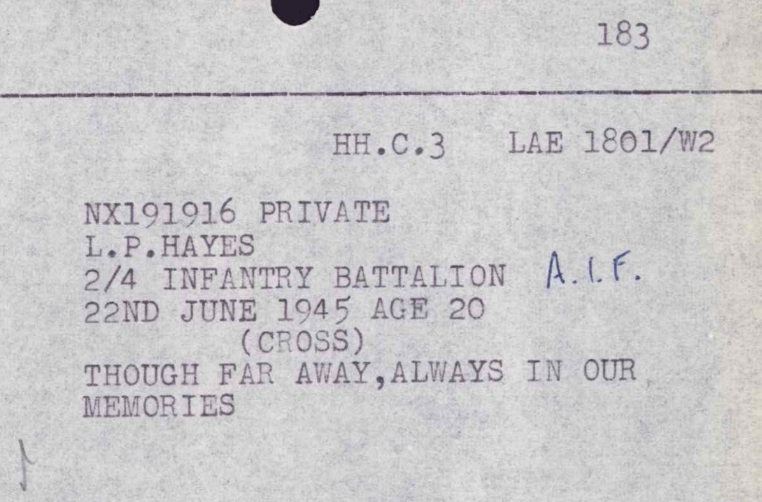 183
HH.C.3 LAE 1801/W2
NX191916 PRIVATE
L.P.HAYES
2/4 INFANTRY BATTALION A.I.F.
22ND JUNE 1945 AGE 20
(CROSS)
THOUGH FAR AWAY,ALWAYS IN OUR
MEMORIES